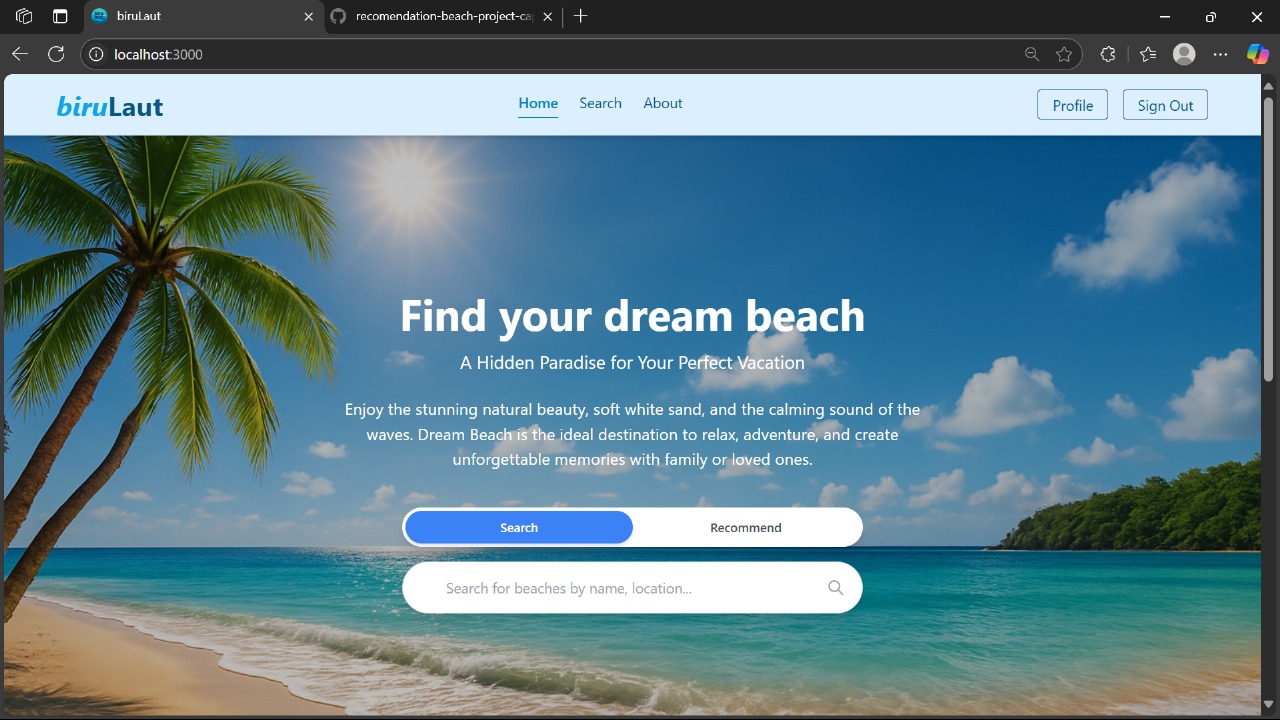 biruLaut
recomendation-beach-project-ca
localhost:3000
biruLaut
Home Search About
Profile Sign Out
Find your dream beach
A Hidden Paradise for Your Perfect Vacation
Enjoy the stunning natural beauty, soft white sand, and the calming sound of the
waves. Dream Beach is the ideal destination to relax, adventure, and create
unforgettable memories with family or loved ones.
Search Recommend
Search for beaches by name, location...